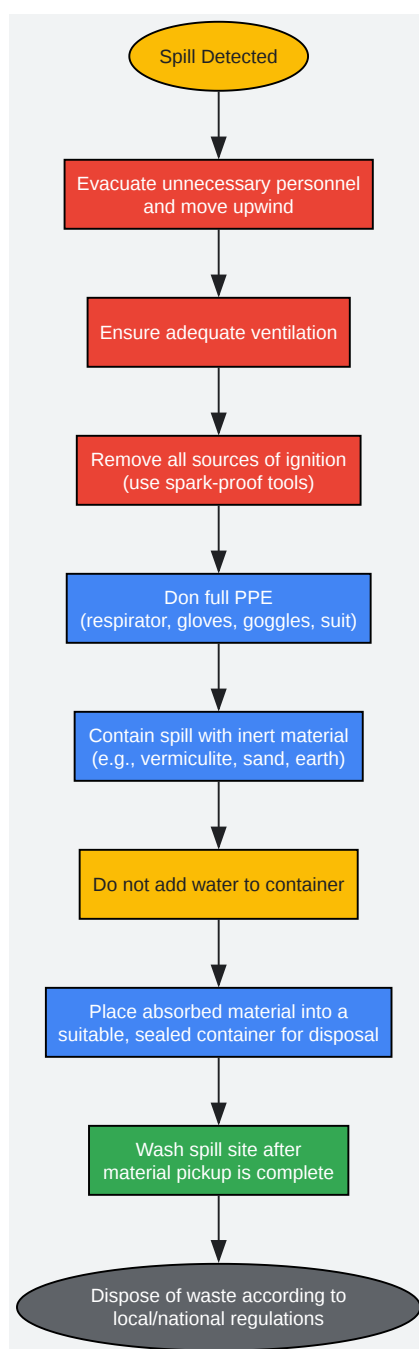 Spill Detected
Evacuate unnecessary personnel
and move upwind
Ensure adequate ventilation
Remove all sources of ignition
(use spark-proof tools)
Don full PPE
(respirator, gloves, goggles, suit)
Contain spill with inert material
(e.g., vermiculite, sand, earth)
Do not add water to container
Place absorbed material into a
suitable, sealed container for disposal
Wash spill site after
material pickup is complete
Dispose of waste according to
local/national regulations